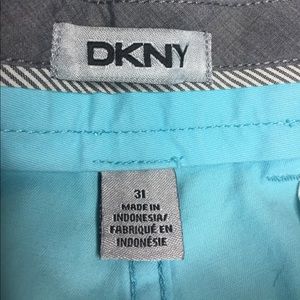 DKNY
31
MADE IN
INDONESIA/
FABRIQUÉ EN
INDONÉSIE